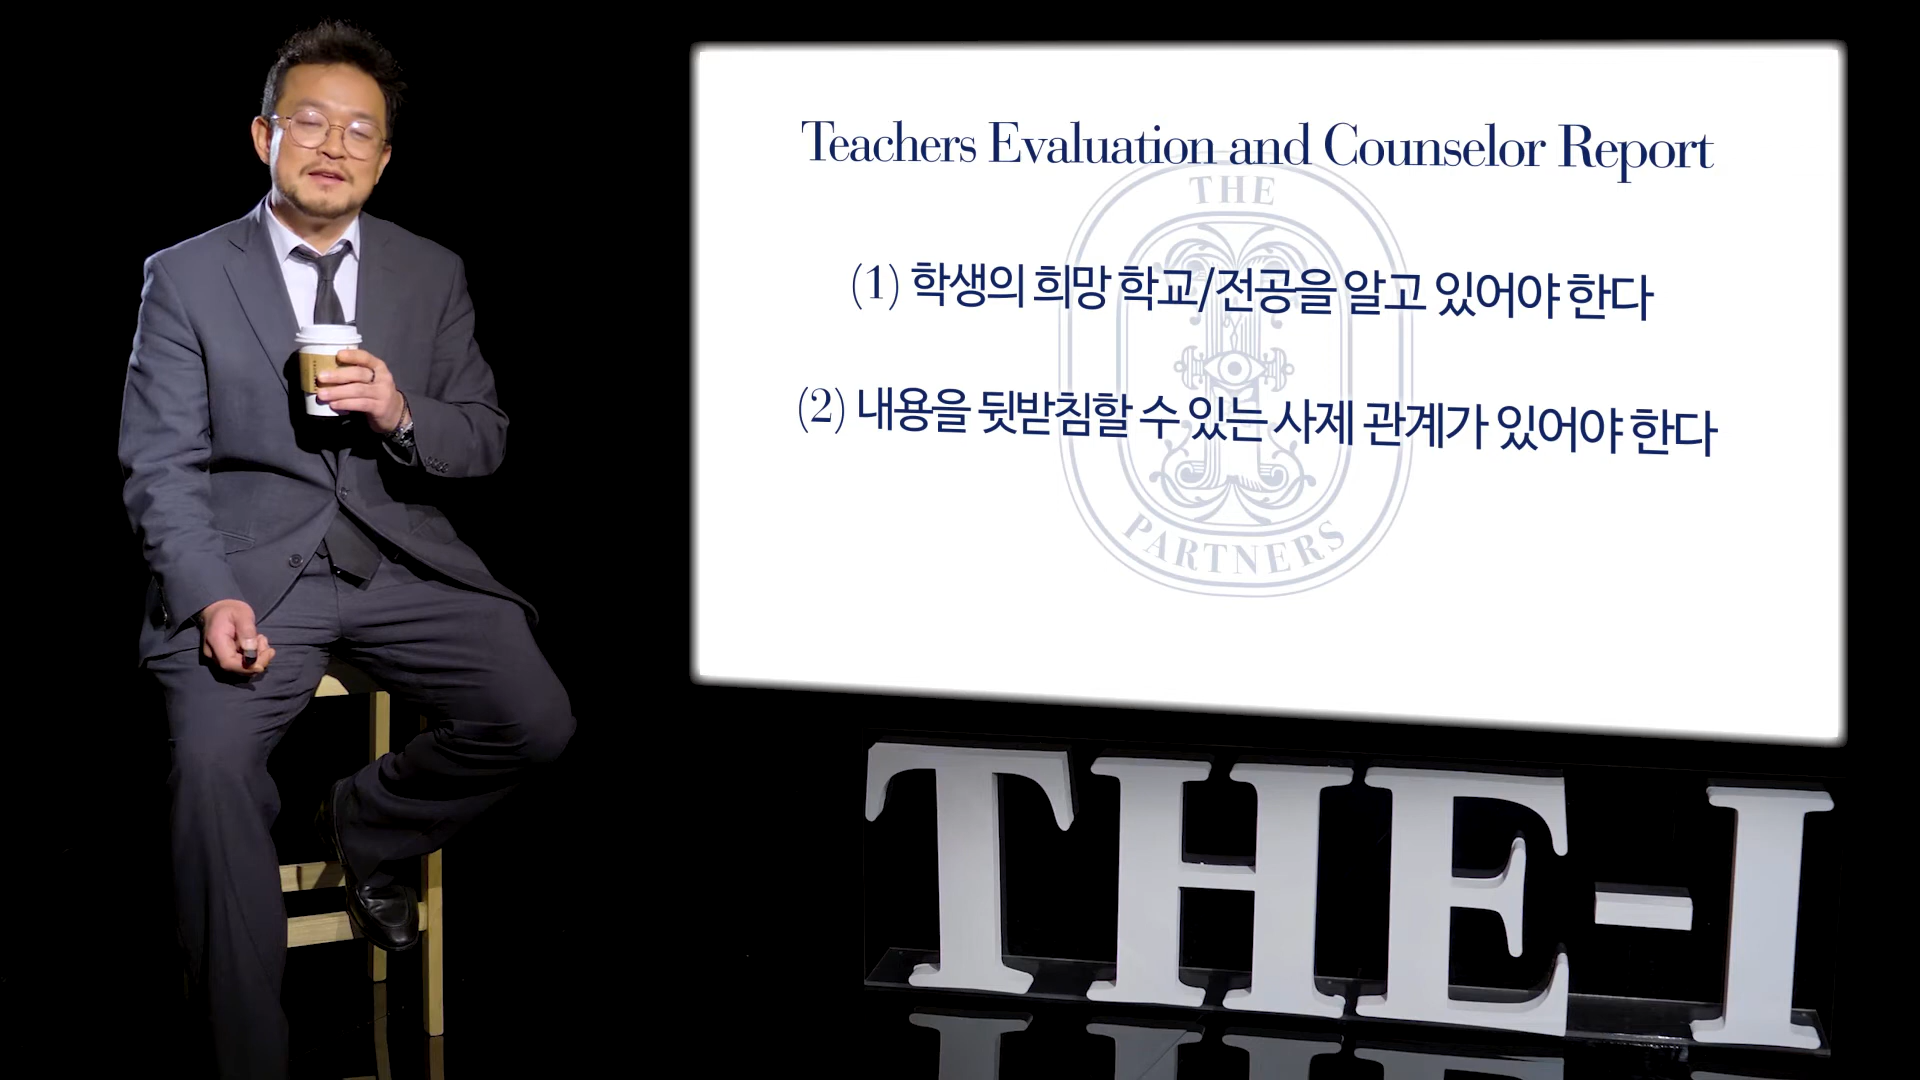 Teachers Evaluation and Counselor Report
THE
(1) 학생의 희망 학교/전공을 알고 있어야 한다
(2) 내용을 뒷받침할 수 있는 사제 관계가 있어야 한다
PARTNERS
THE-I